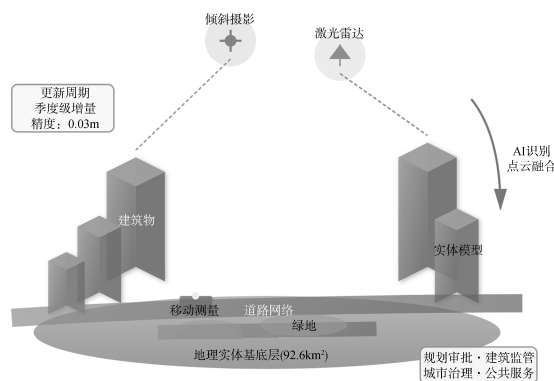 倾斜摄影
激光雷达
更新周期
季度级增量
精度：0.03m
AI识别
点云融合
建筑物
实体模型
移动测量
道路网络
绿地
地理实体基底层(92.6km²)
规划审批·建筑监管
城市治理·公共服务